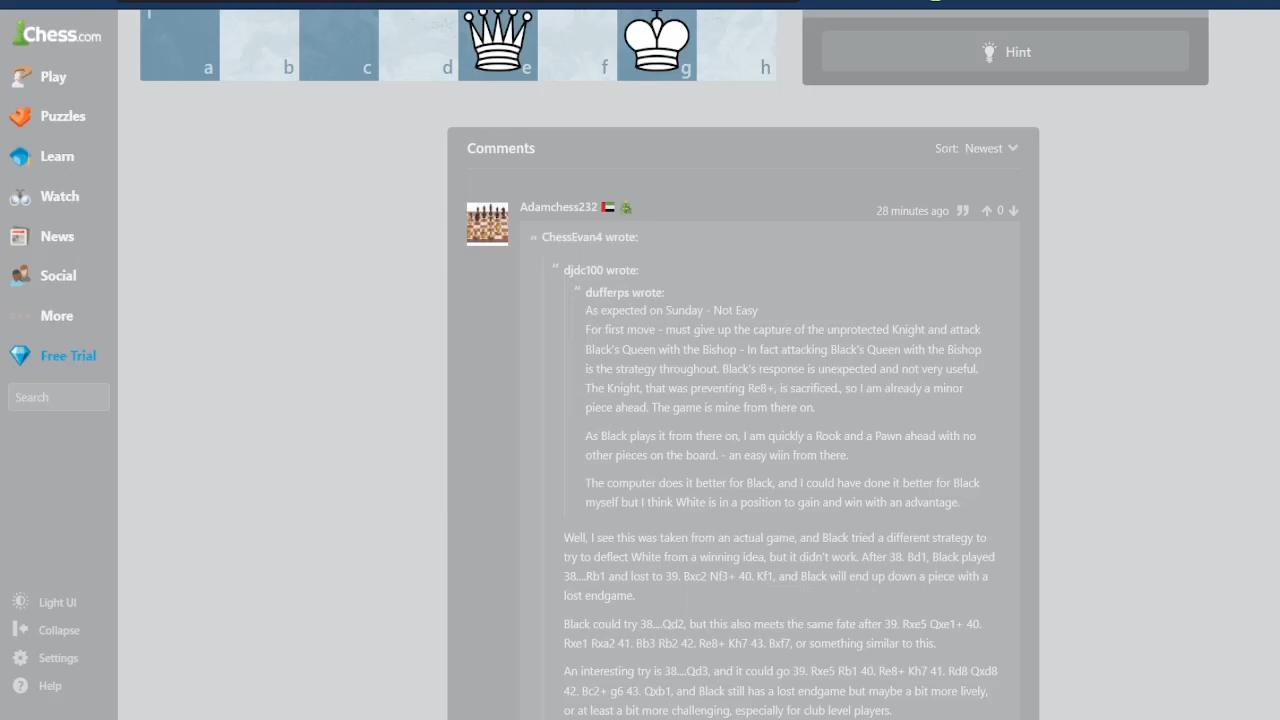 Chess.com
Play
Puzzles
Learn
Watch
News
Social
More
Free Trial
Search
Light UI
Collapse
Settings
Help
a b c d e f g h
Hint
Comments
Sort: Newest
Adamchess232
28 minutes ago
0
ChessEvan4 wrote:
djdc100 wrote:
dufferps wrote:
As expected on Sunday - Not Easy
For first move - must give up the capture of the unprotected Knight and attack
Black's Queen with the Bishop - In fact attacking Black's Queen with the Bishop
is the strategy throughout. Black's response is unexpected and not very useful.
The Knight, that was preventing Re8+, is sacrificed., so I am already a minor
piece ahead. The game is mine from there on.
As Black plays it from there on, I am quickly a Rook and a Pawn ahead with no
other pieces on the board. - an easy wiin from there.
The computer does it better for Black, and I could have done it better for Black
myself but I think White is in a position to gain and win with an advantage.
Well, I see this was taken from an actual game, and Black tried a different strategy to
try to deflect White from a winning idea, but it didn't work. After 38. Bd1, Black played
38....Rb1 and lost to 39. Bxc2 Nf3+ 40. Kf1, and Black will end up down a piece with a
lost endgame.
Black could try 38....Qd2, but this also meets the same fate after 39. Rxe5 Qxe1+ 40.
Rxe1 Rxa2 41. Bb3 Rb2 42. Re8+ Kh7 43. Bxf7, or something similar to this.
An interesting try is 38....Qd3, and it could go 39. Rxe5 Rb1 40. Re8+ Kh7 41. Rd8 Qxd8
42. Bc2+ g6 43. Qxb1, and Black still has a lost endgame but maybe a bit more lively,
or at least a bit more challenging, especially for club level players.